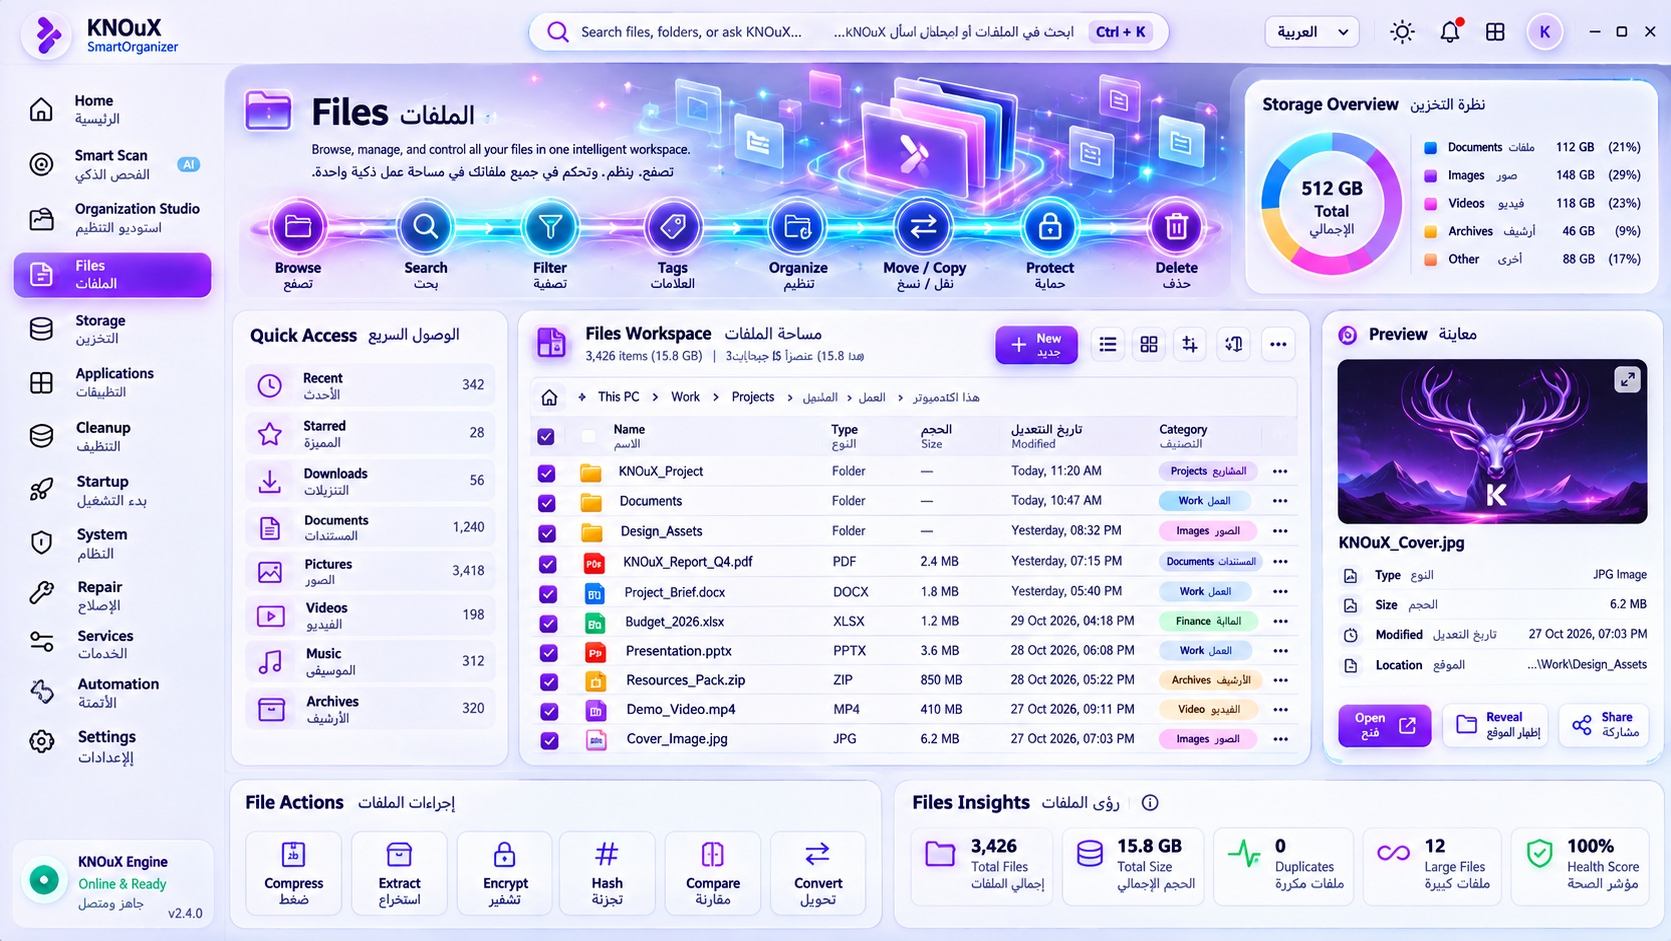 KNOuX
SmartOrganizer
Search files, folders, or ask KNOuX...
Ctrl + K
العربية
K
Home
الرئيسية
Smart Scan
الفحص الذكي
AI
Organization Studio
استوديو التنظيم
Files
الملفات
Storage
التخزين
Applications
التطبيقات
Cleanup
التنظيف
Startup
بدء التشغيل
System
النظام
Repair
الإصلاح
Services
الخدمات
Automation
الأتمتة
Settings
الإعدادات
KNOuX Engine
Online & Ready
جاهز ومتصل
v2.4.0
Files الملفات
Browse, manage, and control all your files in one intelligent workspace.
تصفح، ينظم، وتحكم في جميع ملفاتك في مساحة عمل ذكية واحدة.
Browse
تصفح
Search
بحث
Filter
تصفية
Tags
العلامات
Organize
تنظيم
Move / Copy
نقل / نسخ
Protect
حماية
Delete
حذف
Storage Overview نظرة التخزين
512 GB
Total
الإجمالي
Documents ملفات 112 GB (21%)
Images صور 148 GB (29%)
Videos فيديو 118 GB (23%)
Archives أرشيف 46 GB (9%)
Other أخرى 88 GB (17%)
Quick Access الوصول السريع
Recent
الأحدث
342
Starred
المميزة
28
Downloads
التنزيلات
56
Documents
المستندات
1,240
Pictures
الصور
3,418
Videos
الفيديو
198
Music
الموسيقى
312
Archives
الأرشيف
320
Files Workspace مساحة الملفات
3,426 items (15.8 GB)
New
جديد
This PC > Work > Projects > العمل
Name
الاسم
Type
النوع
الحجم
Size
تاريخ التتعديل
Modified
Category
التصنيف
KNOuX_Project Folder — Today, 11:20 AM Projects المشاريع
Documents Folder — Today, 10:47 AM Work العمل
Design_Assets Folder — Yesterday, 08:32 PM Images الصور
KNOuX_Report_Q4.pdf PDF 2.4 MB Yesterday, 07:15 PM Documents المستندات
Project_Brief.docx DOCX 1.8 MB Yesterday, 05:40 PM Work العمل
Budget_2026.xlsx XLSX 1.2 MB 29 Oct 2026, 04:18 PM Finance المالية
Presentation.pptx PPTX 3.6 MB 28 Oct 2026, 06:08 PM Work العمل
Resources_Pack.zip ZIP 850 MB 28 Oct 2026, 05:22 PM Archives الأرشيف
Demo_Video.mp4 MP4 410 MB 27 Oct 2026, 09:11 PM Video الفيديو
Cover_Image.jpg JPG 6.2 MB 27 Oct 2026, 07:03 PM Images الصور
Preview معاينة
K
KNOuX_Cover.jpg
Type النوع JPG Image
Size الحجم 6.2 MB
Modified تاريخ التعديل 27 Oct 2026, 07:03 PM
Location الموقع ...\Work\Design_Assets
Open
فتح
Reveal
إظهار الموقع
Share
مشاركة
File Actions إجراءات الملفات
Compress
ضغط
Extract
استخراج
Encrypt
تشفير
Hash
تجزئة
Compare
مقارنة
Convert
تحويل
Files Insights رؤى الملفات
3,426
Total Files
إجمالي الملفات
15.8 GB
Total Size
الحجم الإجمالي
0
Duplicates
ملفات مكررة
12
Large Files
ملفات كبيرة
100%
Health Score
مؤشر الصحة